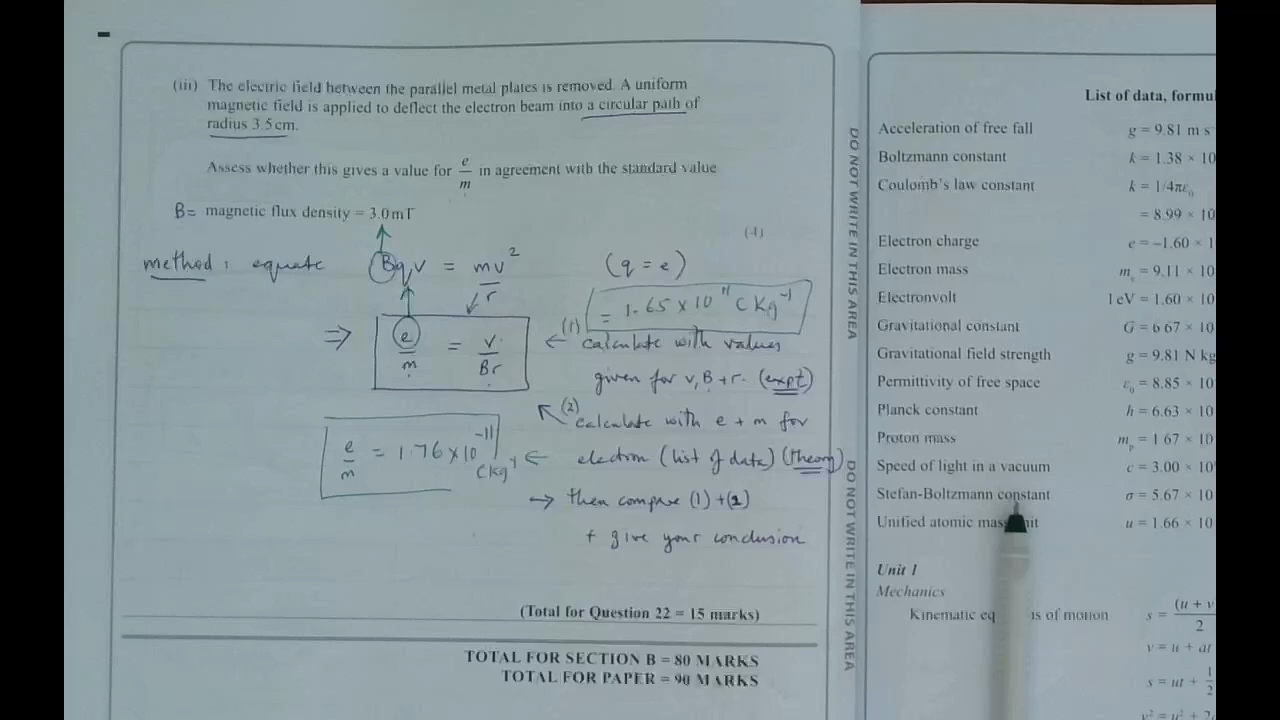 (iii) The electric field between the parallel metal plates is removed. A uniform
magnetic field is applied to deflect the electron beam into a circular path of
radius 3.5 cm.
Assess whether this gives a value for e/m in agreement with the standard value
B = magnetic flux density = 3.0 mT
(4)
method: equate Bqv = mv²/r (q = e)
= 1.65 × 10¹¹ C kg⁻¹
⇒ e/m = v/Br ← (1) calculate with values
given for v, B + r. (expt)
(2) calculate with e + m for
e/m = 1.76 × 10⁻¹¹ C kg⁻¹ ← electron (list of data) (theory)
→ then compare (1) + (2)
+ give your conclusion
(Total for Question 22 = 15 marks)
TOTAL FOR SECTION B = 80 MARKS
TOTAL FOR PAPER = 90 MARKS
DO NOT WRITE IN THIS AREA
DO NOT WRITE IN THIS AREA
List of data, formul
Acceleration of free fall g = 9.81 m s
Boltzmann constant k = 1.38 × 10
Coulomb's law constant k = 1/4πε₀
= 8.99 × 10
Electron charge e = −1.60 × 1
Electron mass mₑ = 9.11 × 10
Electronvolt 1 eV = 1.60 × 10
Gravitational constant G = 6.67 × 10
Gravitational field strength g = 9.81 N kg
Permittivity of free space ε₀ = 8.85 × 10
Planck constant h = 6.63 × 10
Proton mass mₚ = 1.67 × 10
Speed of light in a vacuum c = 3.00 × 10
Stefan-Boltzmann constant σ = 5.67 × 10
Unified atomic mass u = 1.66 × 10
Unit 1
Mechanics
Kinematic of motion s = (u + v / 2
v = u + at
s = ut + 1/2
v² = u² + 2